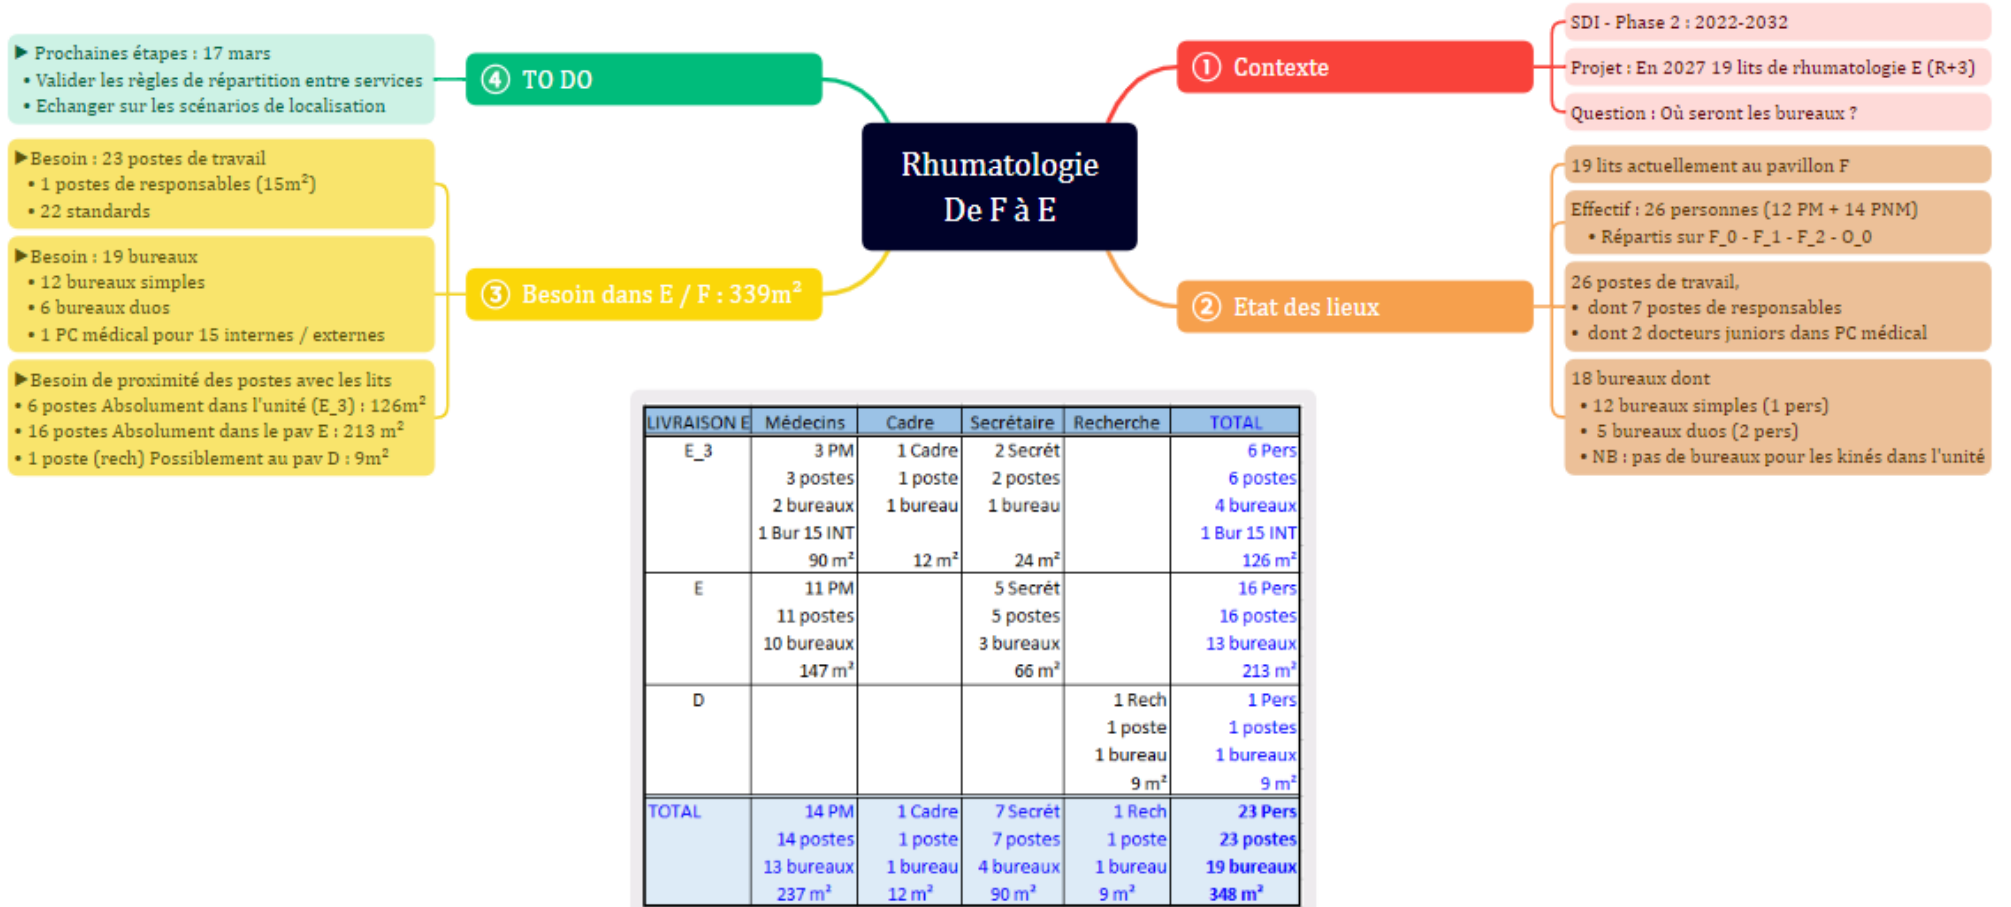 Rhumatologie
De F à E
① Contexte
SDI - Phase 2 : 2022-2032
Projet : En 2027 19 lits de rhumatologie E (R+3)
Question : Où seront les bureaux ?
② Etat des lieux
19 lits actuellement au pavillon F
Effectif : 26 personnes (12 PM + 14 PNM)
• Répartis sur F_0 - F_1 - F_2 - O_0
26 postes de travail,
• dont 7 postes de responsables
• dont 2 docteurs juniors dans PC médical
18 bureaux dont
• 12 bureaux simples (1 pers)
• 5 bureaux duos (2 pers)
• NB : pas de bureaux pour les kinés dans l'unité
③ Besoin dans E / F : 339m²
▶Besoin : 23 postes de travail
• 1 postes de responsables (15m²)
• 22 standards
▶Besoin : 19 bureaux
• 12 bureaux simples
• 6 bureaux duos
• 1 PC médical pour 15 internes / externes
▶Besoin de proximité des postes avec les lits
• 6 postes Absolument dans l'unité (E_3) : 126m²
• 16 postes Absolument dans le pav E : 213 m²
• 1 poste (rech) Possiblement au pav D : 9m²
④ TO DO
▶ Prochaines étapes : 17 mars
• Valider les règles de répartition entre services
• Echanger sur les scénarios de localisation
LIVRAISON E Médecins Cadre Secrétaire Recherche TOTAL
E_3 3 PM 1 Cadre 2 Secrét 6 Pers
3 postes 1 poste 2 postes 6 postes
2 bureaux 1 bureau 1 bureau 4 bureaux
1 Bur 15 INT 1 Bur 15 INT
90 m² 12 m² 24 m² 126 m²
E 11 PM 5 Secrét 16 Pers
11 postes 5 postes 16 postes
10 bureaux 3 bureaux 13 bureaux
147 m² 66 m² 213 m²
D 1 Rech 1 Pers
1 poste 1 postes
1 bureau 1 bureaux
9 m² 9 m²
TOTAL 14 PM 1 Cadre 7 Secrét 1 Rech 23 Pers
14 postes 1 poste 7 postes 1 poste 23 postes
13 bureaux 1 bureau 4 bureaux 1 bureau 19 bureaux
237 m² 12 m² 90 m² 9 m² 348 m²